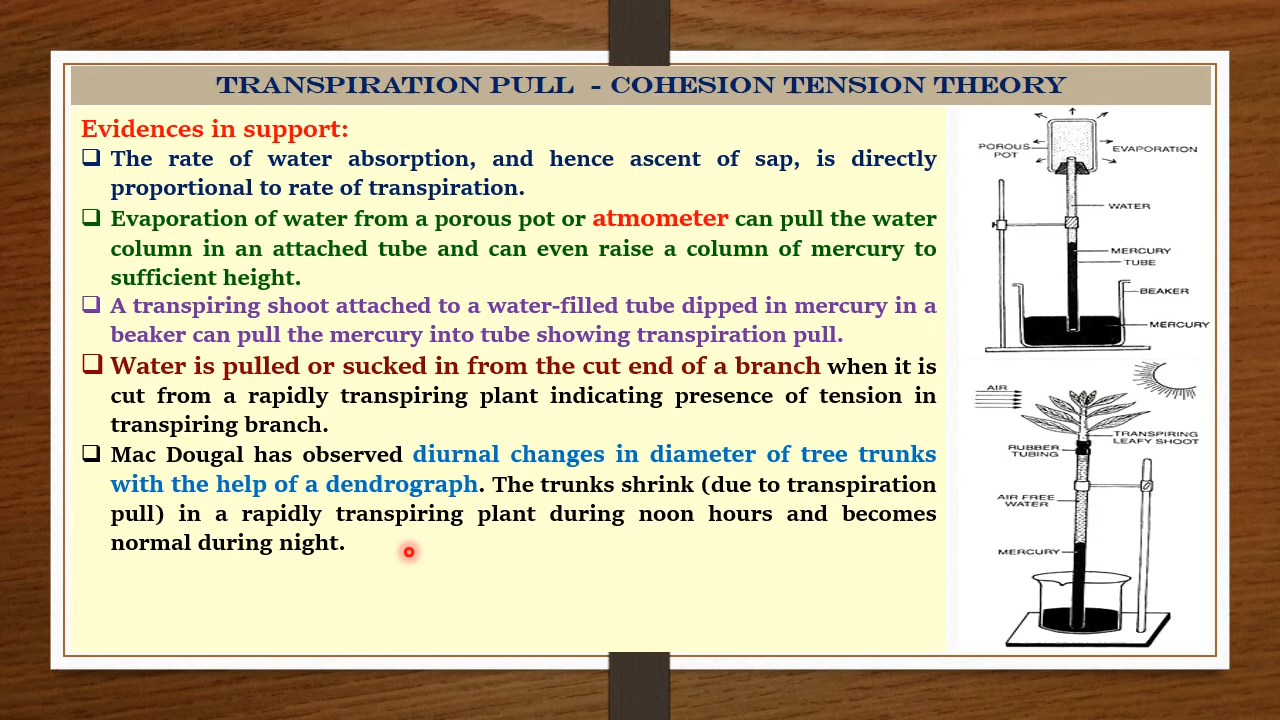 TRANSPIRATION PULL - COHESION TENSION THEORY
Evidences in support:
The rate of water absorption, and hence ascent of sap, is directly
proportional to rate of transpiration.
Evaporation of water from a porous pot or atmometer can pull the water
column in an attached tube and can even raise a column of mercury to
sufficient height.
A transpiring shoot attached to a water-filled tube dipped in mercury in a
beaker can pull the mercury into tube showing transpiration pull.
Water is pulled or sucked in from the cut end of a branch when it is
cut from a rapidly transpiring plant indicating presence of tension in
transpiring branch.
Mac Dougal has observed diurnal changes in diameter of tree trunks
with the help of a dendrograph. The trunks shrink (due to transpiration
pull) in a rapidly transpiring plant during noon hours and becomes
normal during night.
POROUS
POT
EVAPORATION
WATER
MERCURY
TUBE
BEAKER
MERCURY
AIR
TRANSPIRING
LEAFY SHOOT
RUBBER
TUBING
AIR FREE
WATER
MERCURY